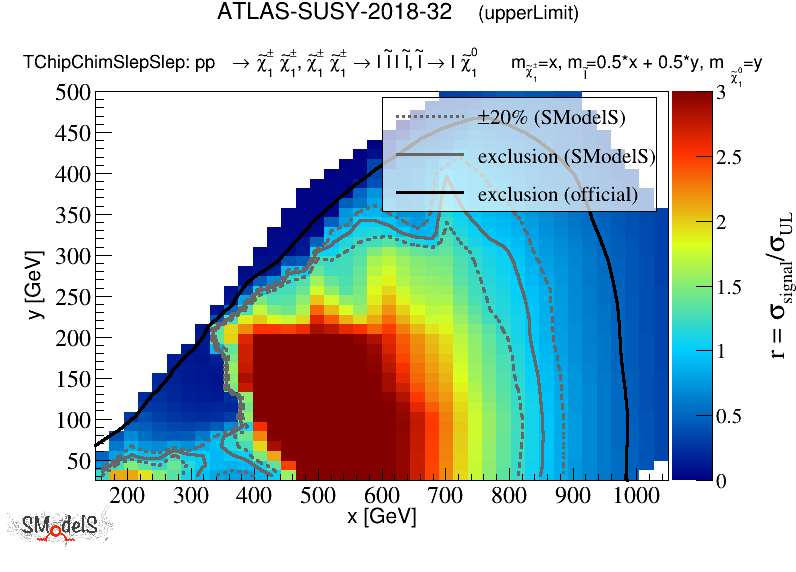 ATLAS-SUSY-2018-32 (upperLimit)
TChipChimSlepSlep: pp → χ̃₁± χ̃₁±, χ̃₁± χ̃₁± → l l̃ l l̃, l̃ → l χ̃₁⁰ m_χ̃₁±=x, m_l̃=0.5*x + 0.5*y, m_χ̃₁⁰=y
±20% (SModelS)
exclusion (SModelS)
exclusion (official)
500
450
400
350
300
250
200
150
100
50
y [GeV]
200 300 400 500 600 700 800 900 1000
x [GeV]
3
2.5
2
1.5
1
0.5
0
r = σ_signal/σ_UL
SModelS